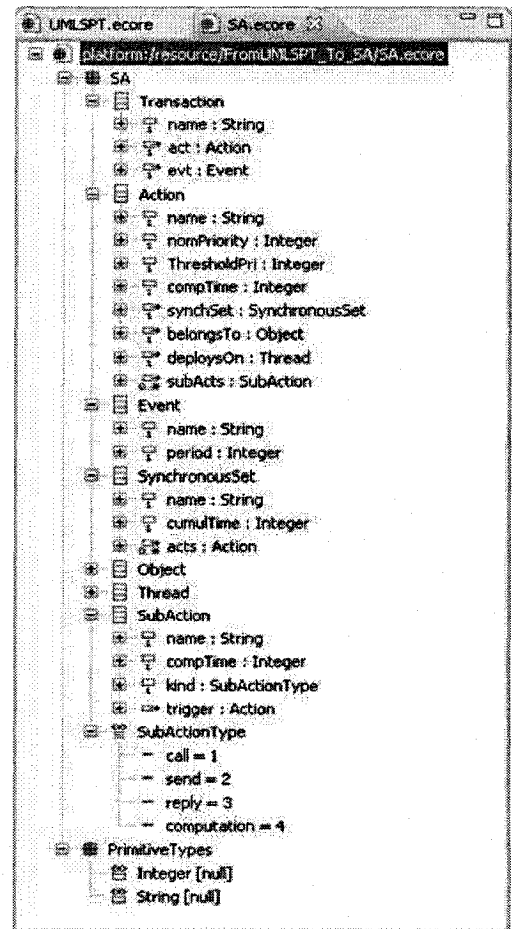 UMLSPT.ecore SA.ecore
platform:/resource/FromUMLSPT_To_SA/SA.ecore
SA
Transaction
name : String
act : Action
evt : Event
Action
name : String
nomPriority : Integer
ThresholdPri : Integer
compTime : Integer
synchSet : SynchronousSet
belongsTo : Object
deploysOn : Thread
subActs : SubAction
Event
name : String
period : Integer
SynchronousSet
name : String
cumulTime : Integer
acts : Action
Object
Thread
SubAction
name : String
compTime : Integer
kind : SubActionType
trigger : Action
SubActionType
call = 1
send = 2
reply = 3
computation = 4
PrimitiveTypes
Integer [null]
String [null]